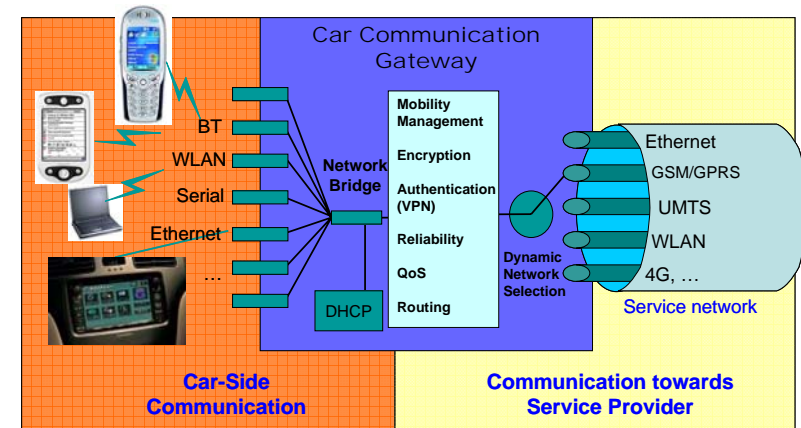 Car Communication
Gateway
BT
WLAN
Serial
Ethernet
…
Network
Bridge
DHCP
Mobility
Management
Encryption
Authentication
(VPN)
Reliability
QoS
Routing
Dynamic
Network
Selection
Ethernet
GSM/GPRS
UMTS
WLAN
4G, …
Service network
Car-Side
Communication
Communication towards
Service Provider